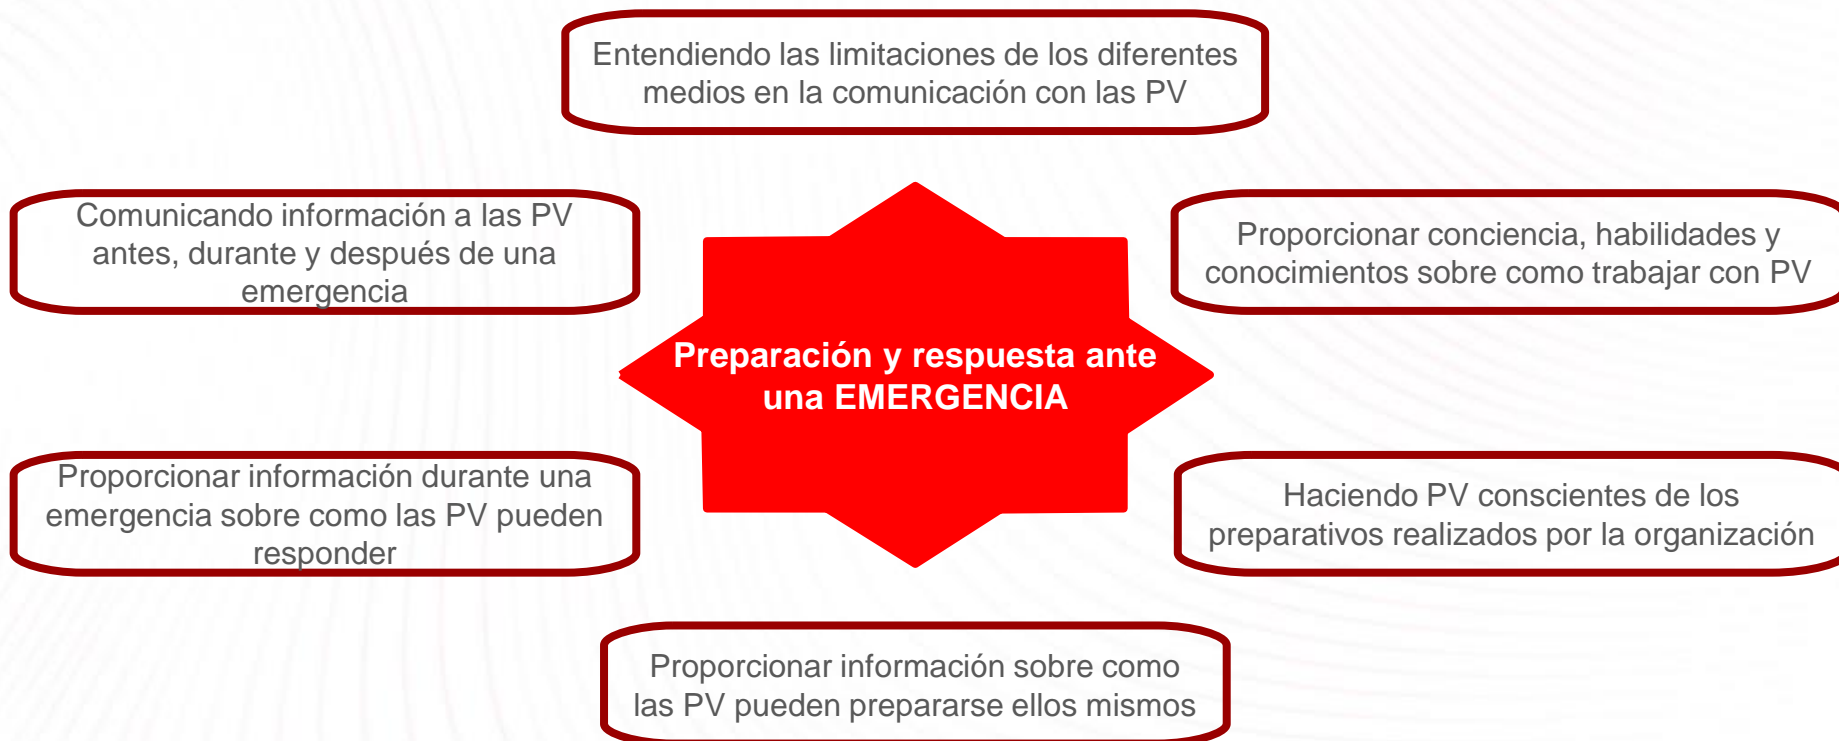 Entendiendo las limitaciones de los diferentes
medios en la comunicación con las PV
Comunicando información a las PV
antes, durante y después de una
emergencia
Proporcionar conciencia, habilidades y
conocimientos sobre como trabajar con PV
Preparación y respuesta ante
una EMERGENCIA
Proporcionar información durante una
emergencia sobre como las PV pueden
responder
Haciendo PV conscientes de los
preparativos realizados por la organización
Proporcionar información sobre como
las PV pueden prepararse ellos mismos